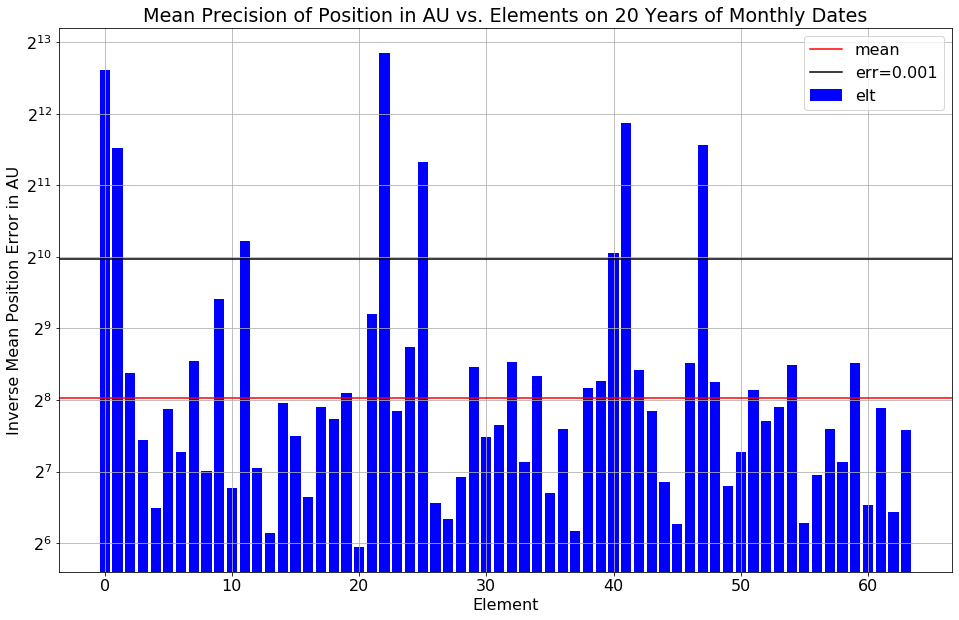 Mean Precision of Position in AU vs. Elements on 20 Years of Monthly Dates
mean
err=0.001
elt
Inverse Mean Position Error in AU
2^13
2^12
2^11
2^10
2^9
2^8
2^7
2^6
0 10 20 30 40 50 60
Element